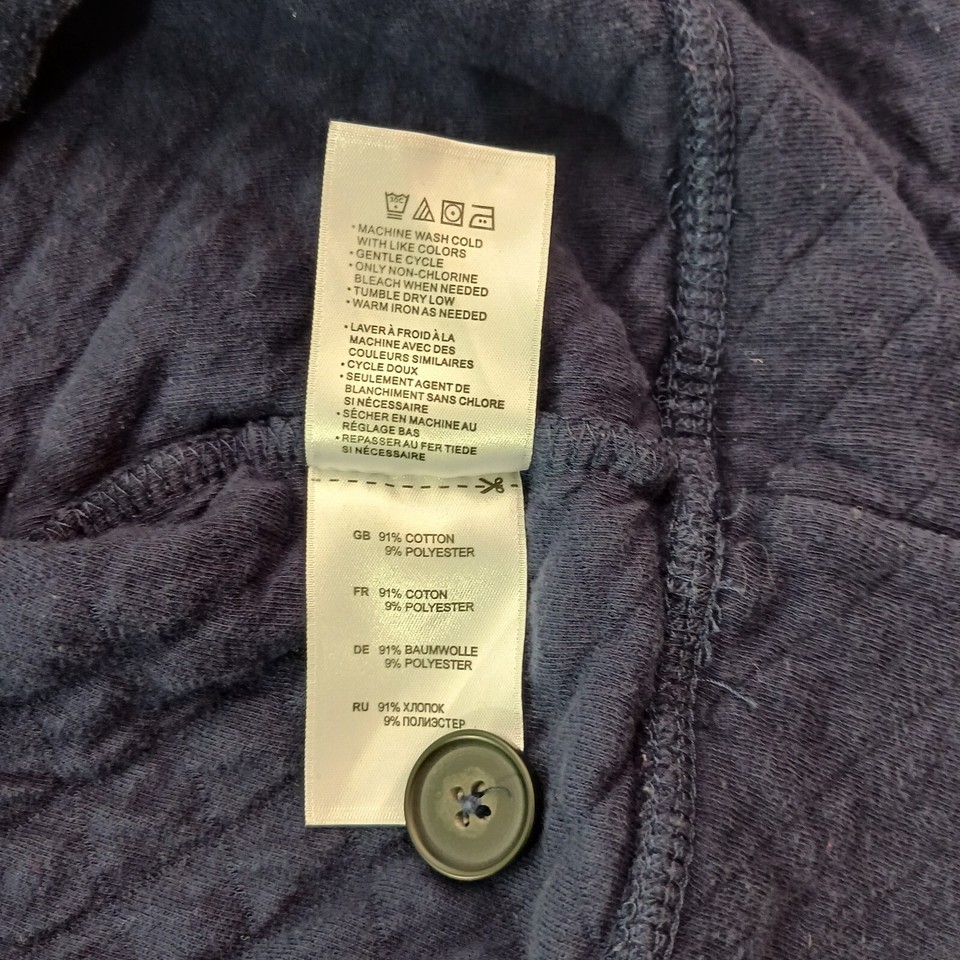 30C
• MACHINE WASH COLD
WITH LIKE COLORS
• GENTLE CYCLE
• ONLY NON-CHLORINE
BLEACH WHEN NEEDED
• TUMBLE DRY LOW
• WARM IRON AS NEEDED
• LAVER À FROID À LA
MACHINE AVEC DES
COULEURS SIMILAIRES
• CYCLE DOUX
• SEULEMENT AGENT DE
BLANCHIMENT SANS CHLORE
SI NÉCESSAIRE
• SÉCHER EN MACHINE AU
RÉGLAGE BAS
• REPASSER AU FER TIEDE
SI NÉCESSAIRE
GB 91% COTTON
9% POLYESTER
FR 91% COTON
9% POLYESTER
DE 91% BAUMWOLLE
9% POLYESTER
RU 91% ХЛОПОК
9% ПОЛИЭСТЕР